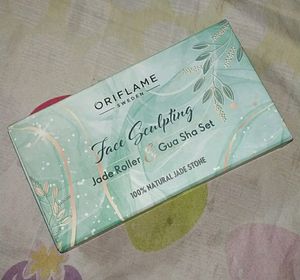 ORIFLAME
SWEDEN
Face Sculpting
Jade Roller & Gua Sha Set
100% NATURAL JADE STONE